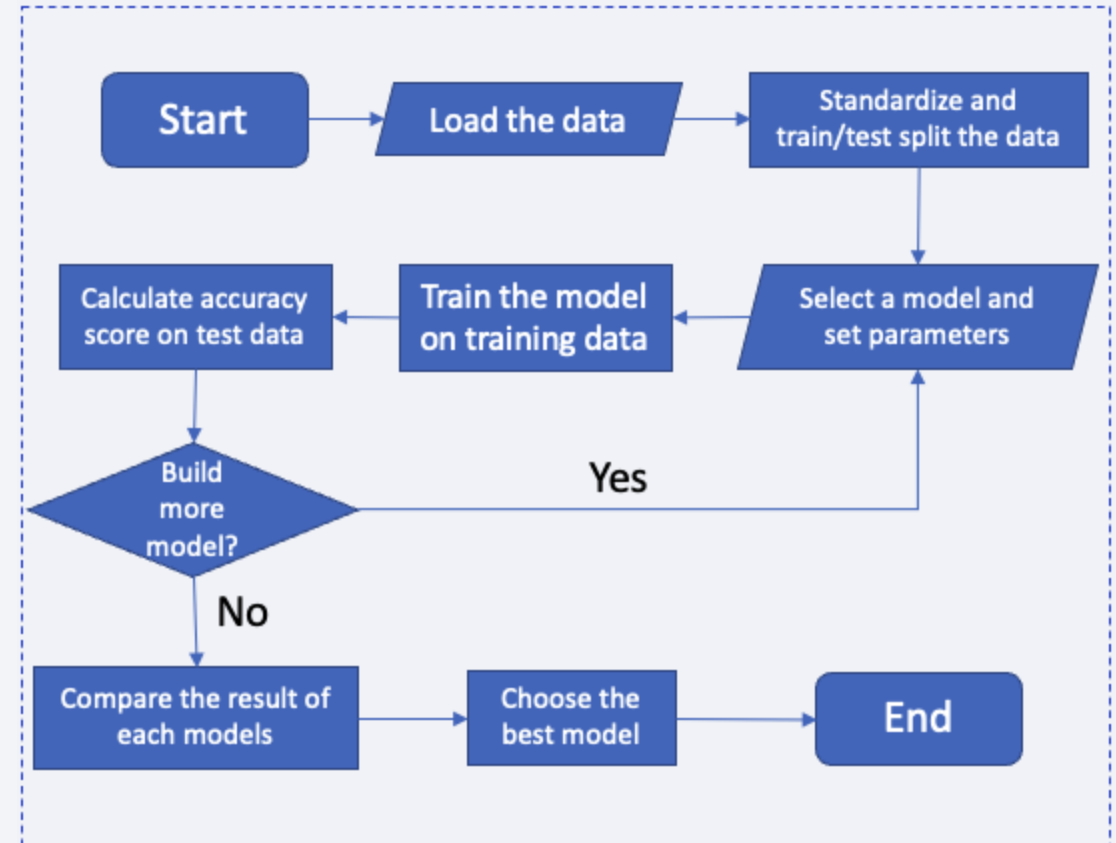 Start
Load the data
Standardize and
train/test split the data
Select a model and
set parameters
Train the model
on training data
Calculate accuracy
score on test data
Build
more
model?
Yes
No
Compare the result of
each models
Choose the
best model
End